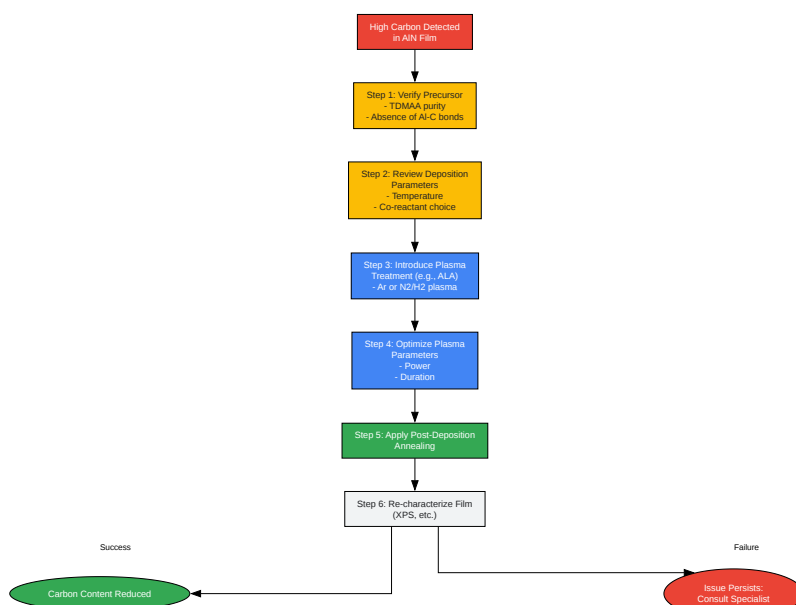 High Carbon Detected
in AlN Film
Step 1: Verify Precursor
- TDMAA purity
- Absence of Al-C bonds
Step 2: Review Deposition
Parameters
- Temperature
- Co-reactant choice
Step 3: Introduce Plasma
Treatment (e.g., ALA)
- Ar or N2/H2 plasma
Step 4: Optimize Plasma
Parameters
- Power
- Duration
Step 5: Apply Post-Deposition
Annealing
Step 6: Re-characterize Film
(XPS, etc.)
Success
Failure
Carbon Content Reduced
Issue Persists:
Consult Specialist